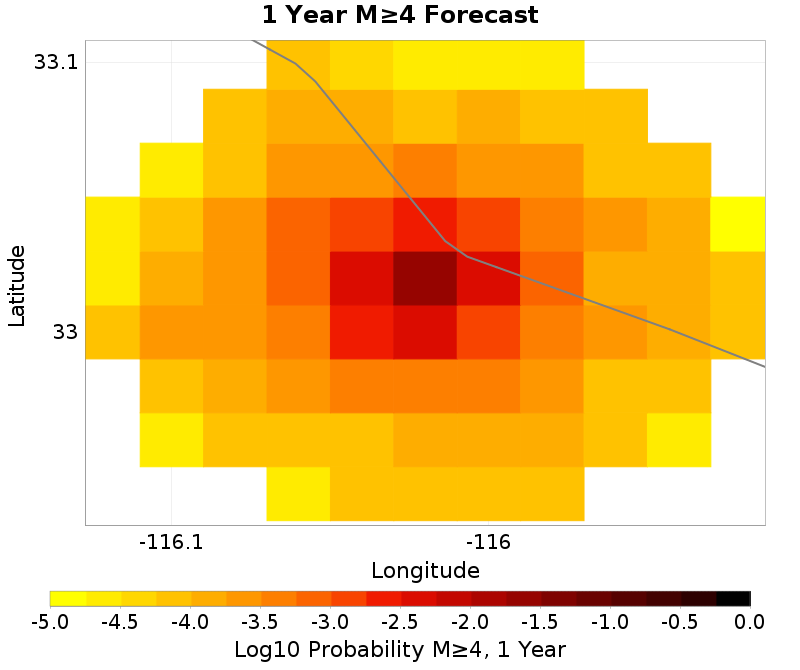 1 Year M≥4 Forecast
33.1
33
Latitude
-116.1 -116
Longitude
-5.0 -4.5 -4.0 -3.5 -3.0 -2.5 -2.0 -1.5 -1.0 -0.5 0.0
Log10 Probability M≥4, 1 Year